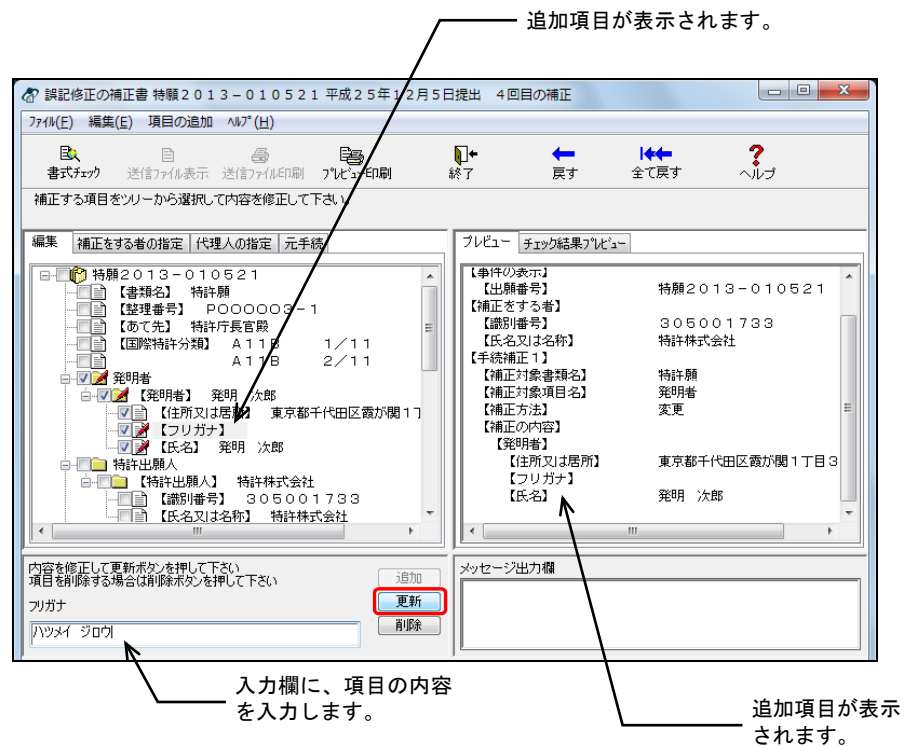 追加項目が表示されます。
誤記修正の補正書 特願２０１３－０１０５２１ 平成２５年１２月５日提出　４回目の補正
ﾌｧｲﾙ(F)　編集(E)　項目の追加　ﾍﾙﾌﾟ(H)
書式ﾁｪｯｸ　送信ﾌｧｲﾙ表示　送信ﾌｧｲﾙ印刷　ﾌﾟﾚﾋﾞｭｰ印刷　終了　戻す　全て戻す　ヘルプ
補正する項目をツリーから選択して内容を修正して下さい。
編集　補正をする者の指定　代理人の指定　元手続
特願２０１３－０１０５２１
【書類名】　特許願
【整理番号】　Ｐ００００００３－１
【あて先】　特許庁長官殿
【国際特許分類】　Ａ１１Ｂ　１／１１
Ａ１１Ｂ　２／１１
発明者
【発明者】　発明　次郎
【住所又は居所】　東京都千代田区霞が関１丁
【フリガナ】
【氏名】　発明　次郎
特許出願人
【特許出願人】　特許株式会社
【識別番号】　３０５００１７３３
【氏名又は名称】　特許株式会社
プレビュー　チェック結果プレビュー
【事件の表示】
【出願番号】　特願２０１３－０１０５２１
【補正をする者】
【識別番号】　３０５００１７３３
【氏名又は名称】　特許株式会社
【手続補正１】
【補正対象書類名】　特許願
【補正対象項目名】　発明者
【補正方法】　変更
【補正の内容】
【発明者】
【住所又は居所】　東京都千代田区霞が関１丁目３
【フリガナ】
【氏名】　発明　次郎
内容を修正して更新ボタンを押して下さい
項目を削除する場合は削除ボタンを押して下さい
フリガナ
ハツメイ　ジロウ
追加
更新
削除
メッセージ出力欄
入力欄に、項目の内容
を入力します。
追加項目が表示
されます。